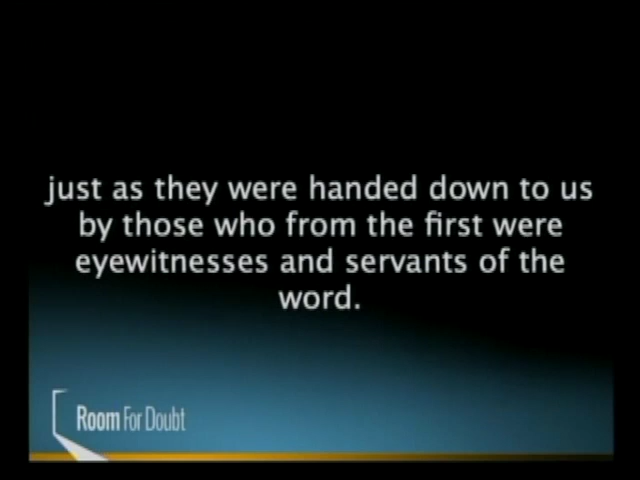 just as they were handed down to us
by those who from the first were
eyewitnesses and servants of the
word.
Room For Doubt